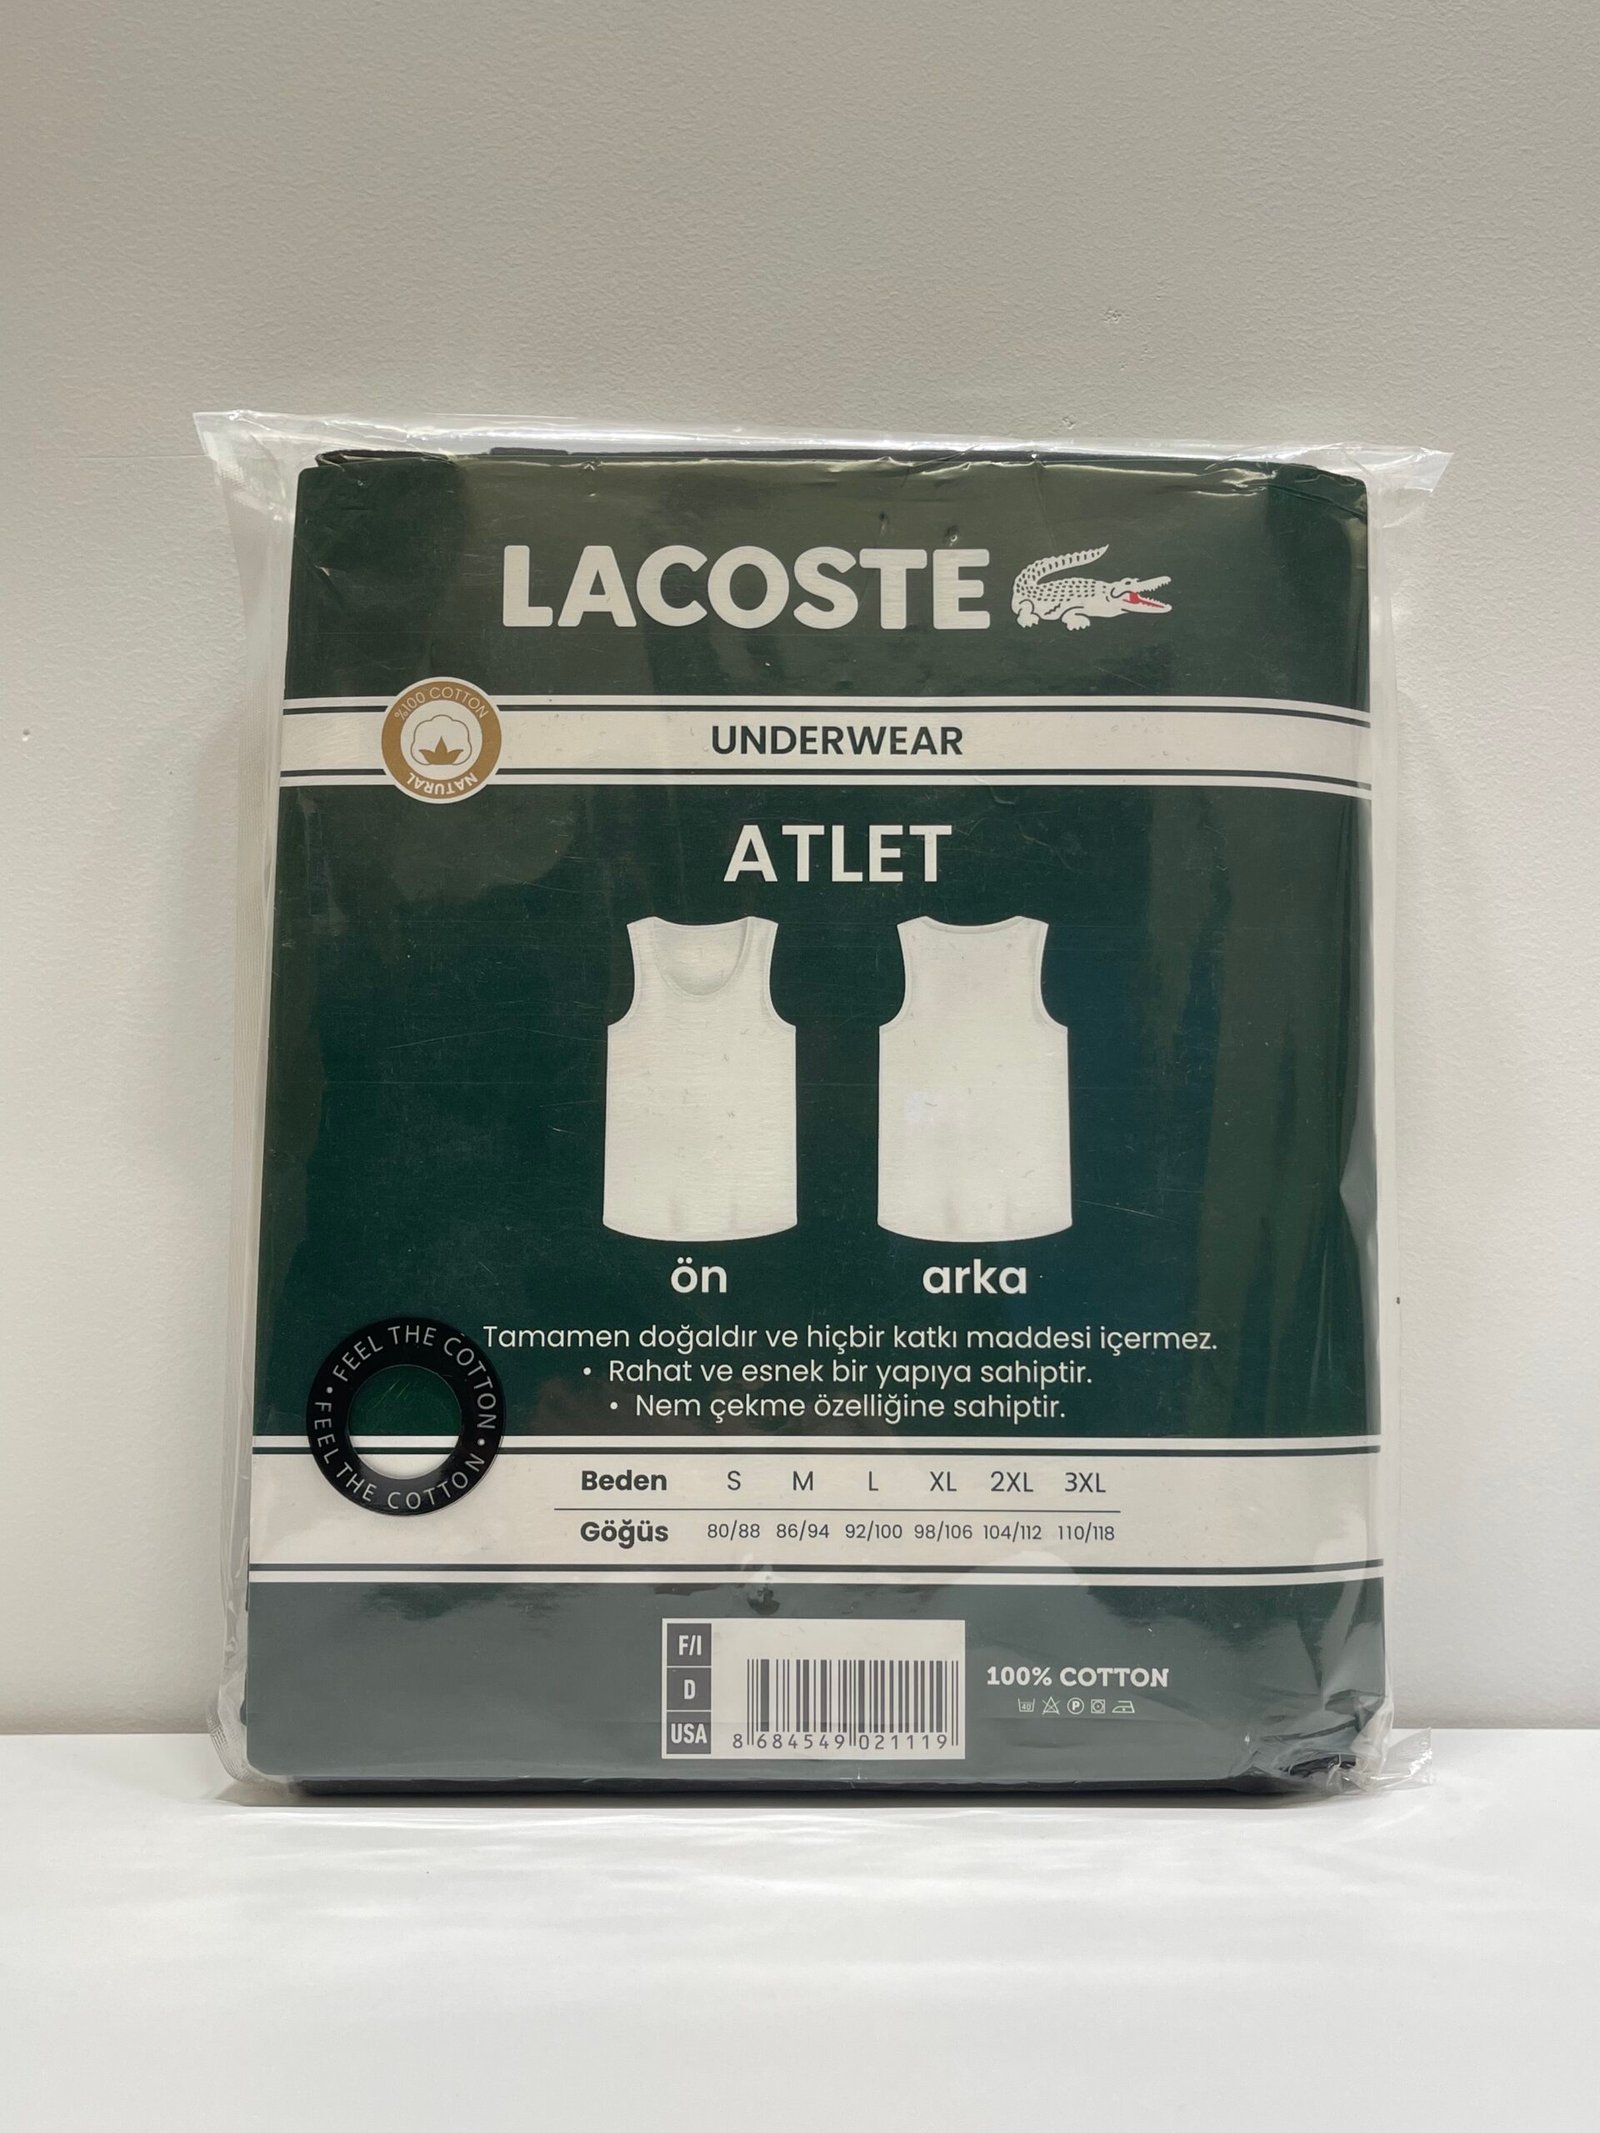 LACOSTE
%100 COTTON
NATURAL
UNDERWEAR
ATLET
ön arka
Tamamen doğaldır ve hiçbir katkı maddesi içermez.
• Rahat ve esnek bir yapıya sahiptir.
• Nem çekme özelliğine sahiptir.
• FEEL THE COTTON • FEEL THE COTTON
Beden S M L XL 2XL 3XL
Göğüs 80/88 86/94 92/100 98/106 104/112 110/118
F/I
D
USA
8 684549 021119
100% COTTON
40 P